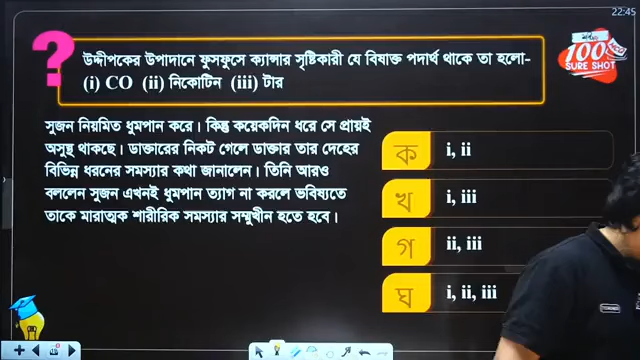 22:45
উদ্দীপকের উপাদানে ফুসফুসে ক্যান্সার সৃষ্টিকারী যে বিষাক্ত পদার্থ থাকে তা হলো-
(i) CO (ii) নিকোটিন (iii) টার
100%
SURE SHOT
সুজন নিয়মিত ধুমপান করে। কিন্তু কয়েকদিন ধরে সে প্রায়ই
অসুস্থ থাকছে। ডাক্তারের নিকট গেলে ডাক্তার তার দেহের
বিভিন্ন ধরনের সমস্যার কথা জানালেন। তিনি আরও
বললেন সুজন এখনই ধুমপান ত্যাগ না করলে ভবিষ্যতে
তাকে মারাত্মক শারীরিক সমস্যার সম্মুখীন হতে হবে।
ক i, ii
খ i, iii
গ ii, iii
ঘ i, ii, iii